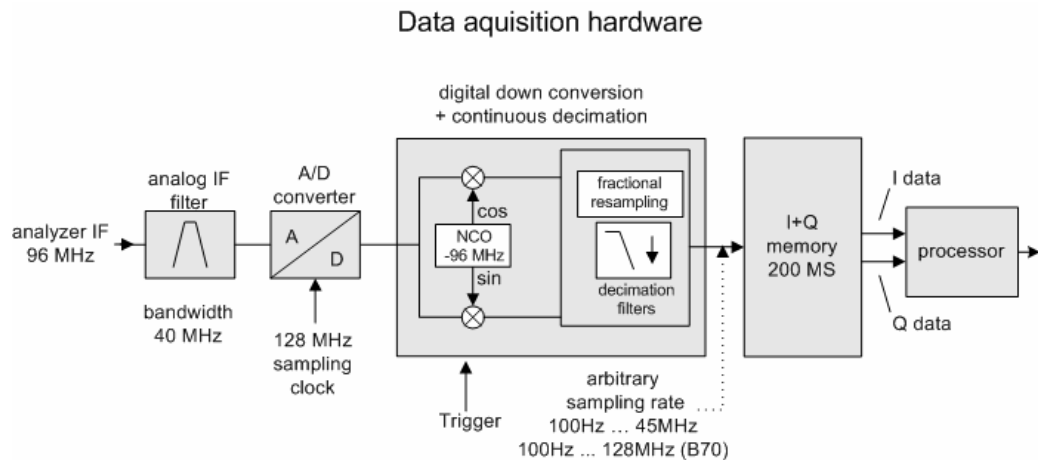 Data aquisition hardware
digital down conversion
+ continuous decimation
analog IF
filter
A/D
converter
analyzer IF
96 MHz
A
D
cos
NCO
-96 MHz
sin
fractional
resampling
decimation
filters
I+Q
memory
200 MS
I data
processor
Q data
bandwidth
40 MHz
128 MHz
sampling
clock
Trigger
arbitrary
sampling rate
100Hz ... 45MHz
100Hz ... 128MHz (B70)